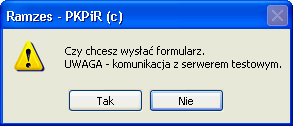 Ramzes - PKPiR (c)
Czy chcesz wysłać formularz.
UWAGA - komunikacja z serwerem testowym.
Tak
Nie